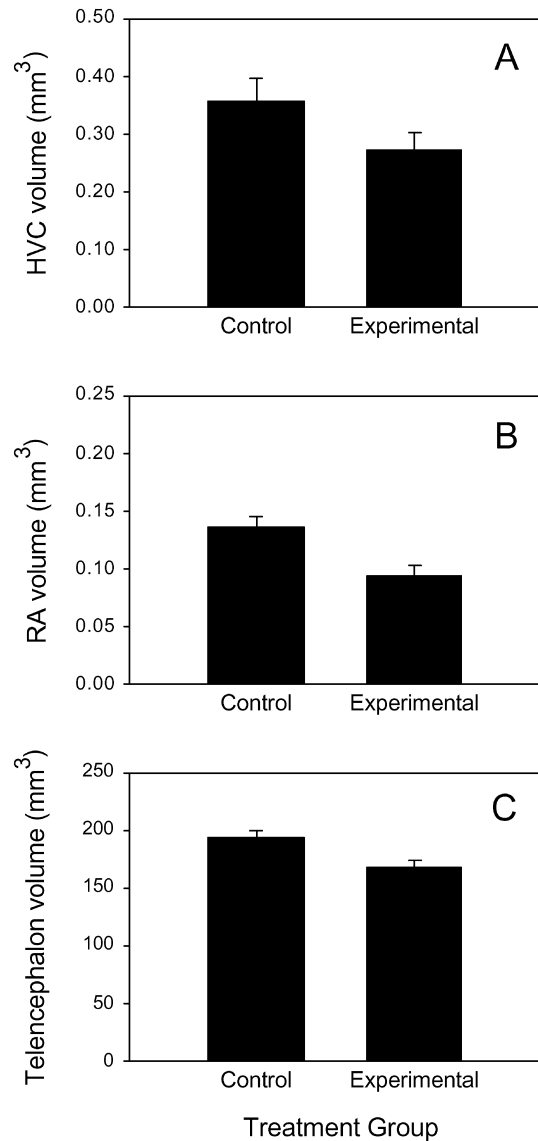 A
HVC volume (mm3)
0.50
0.40
0.30
0.20
0.10
0.00
Control Experimental
B
RA volume (mm3)
0.25
0.20
0.15
0.10
0.05
0.00
Control Experimental
C
Telencephalon volume (mm3)
250
200
150
100
50
0
Control Experimental
Treatment Group